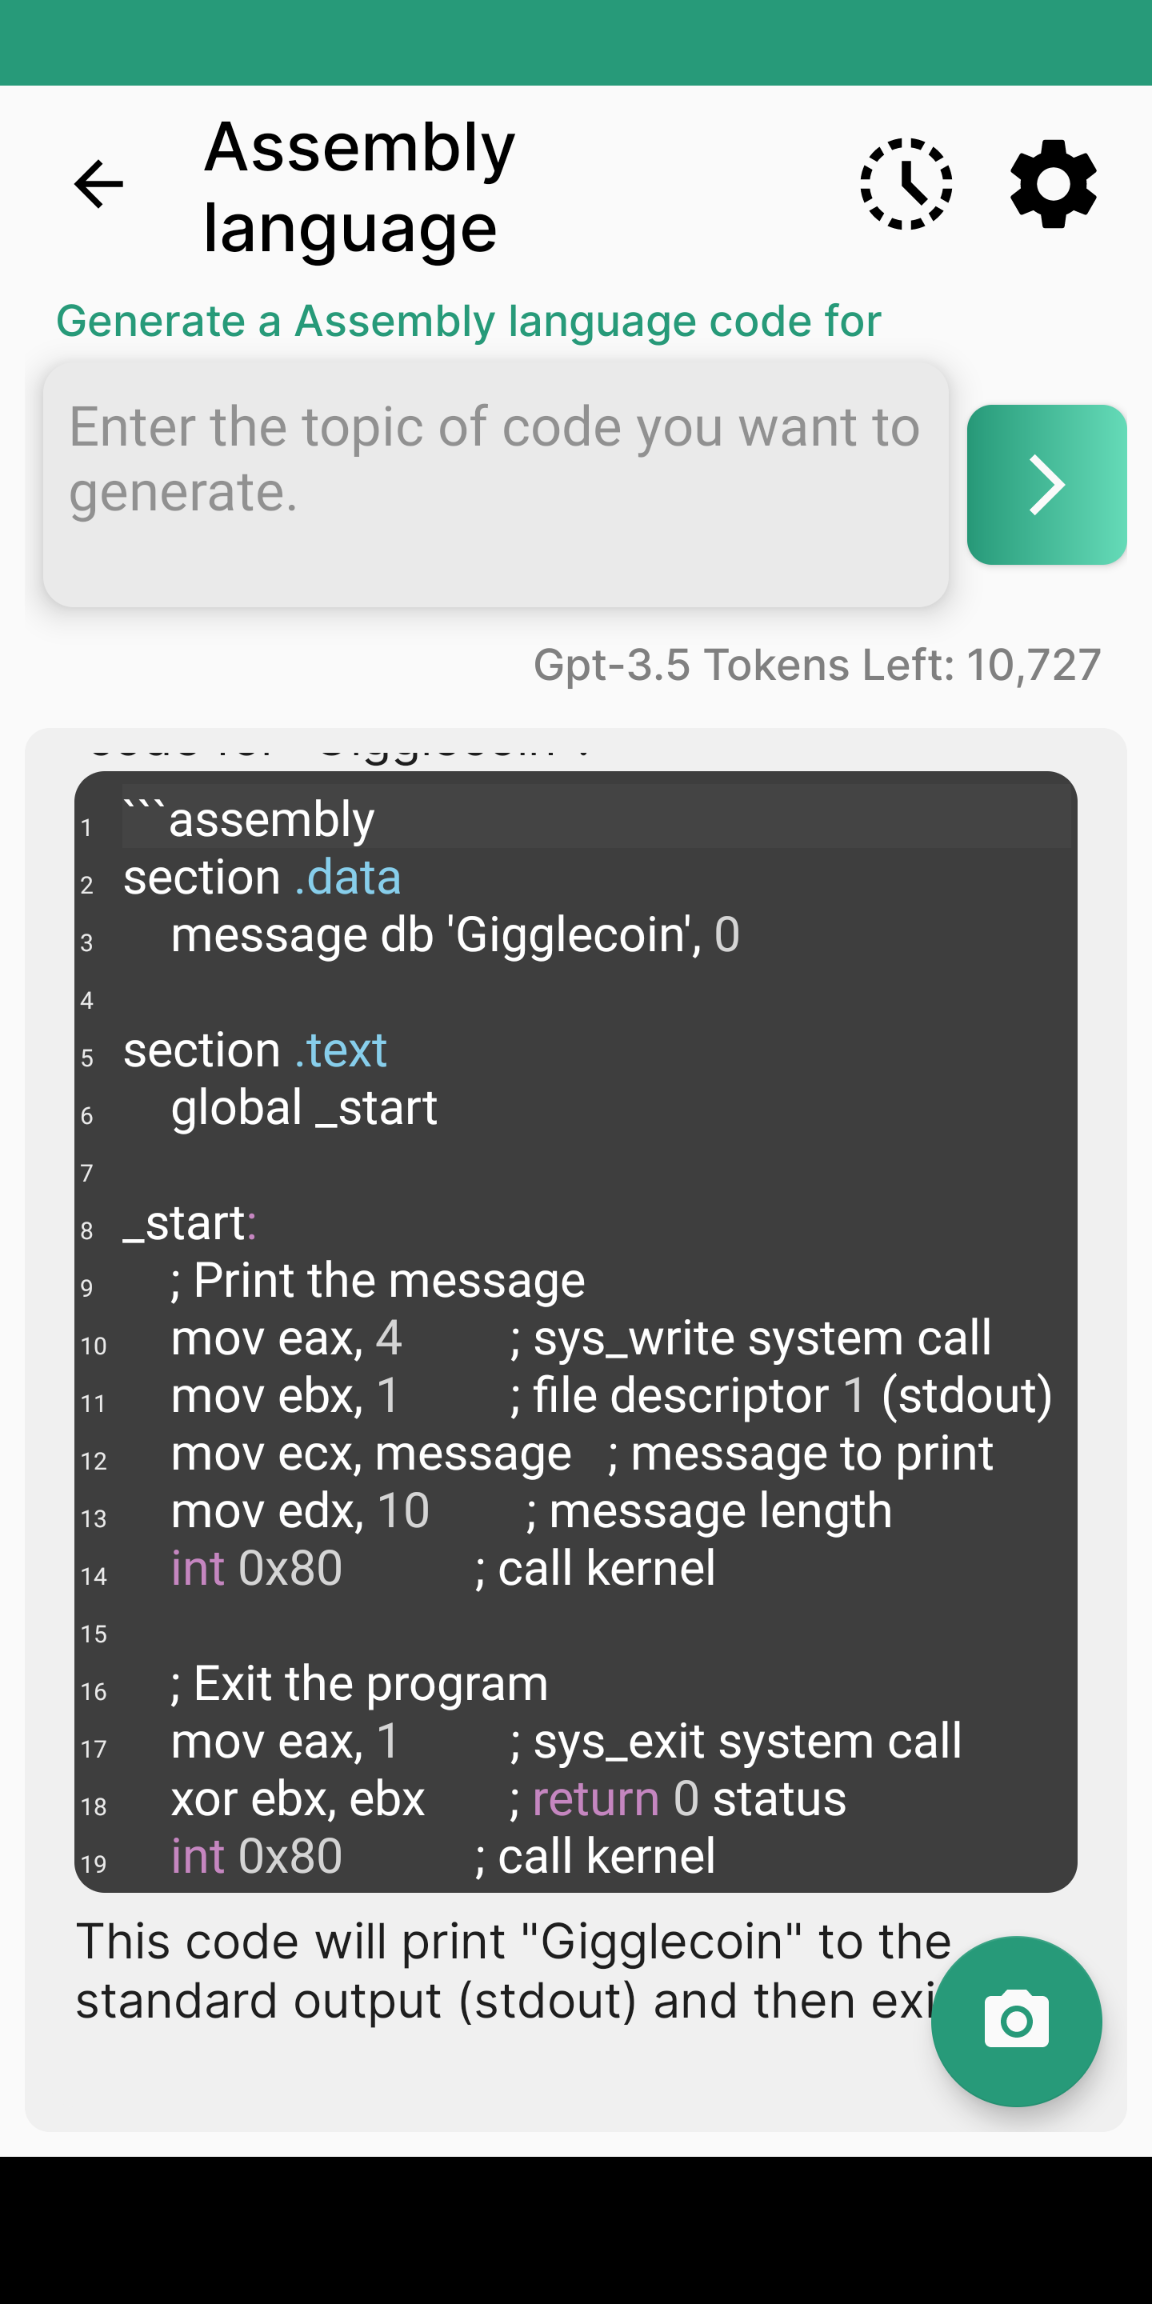 Assembly
language
Generate a Assembly language code for
Enter the topic of code you want to
generate.
Gpt-3.5 Tokens Left: 10,727
code for "Gigglecoin":
1 ```assembly
2 section .data
3     message db 'Gigglecoin', 0
4
5 section .text
6     global _start
7
8 _start:
9     ; Print the message
10     mov eax, 4         ; sys_write system call
11     mov ebx, 1         ; file descriptor 1 (stdout)
12     mov ecx, message   ; message to print
13     mov edx, 10        ; message length
14     int 0x80           ; call kernel
15
16     ; Exit the program
17     mov eax, 1         ; sys_exit system call
18     xor ebx, ebx       ; return 0 status
19     int 0x80           ; call kernel
This code will print "Gigglecoin" to the
standard output (stdout) and then exi